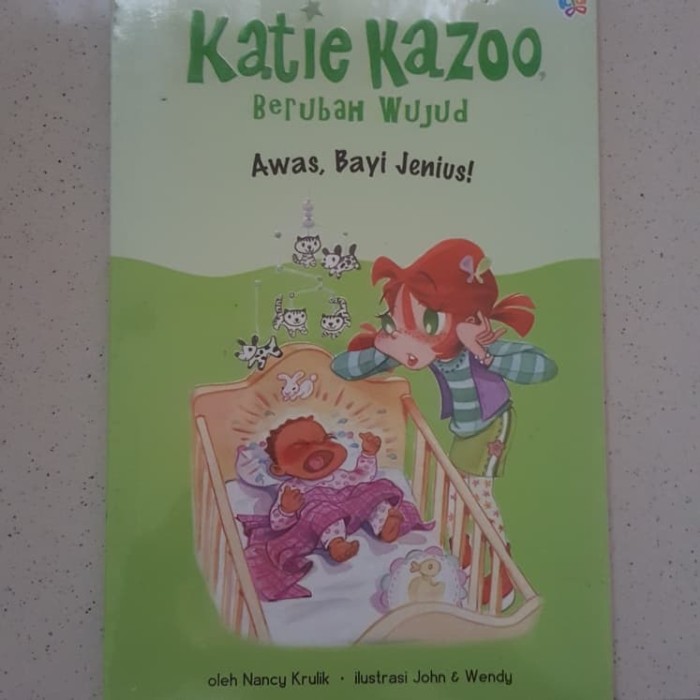 Katie Kazoo,
Berubah Wujud
Awas, Bayi Jenius!
oleh Nancy Krulik · ilustrasi John & Wendy